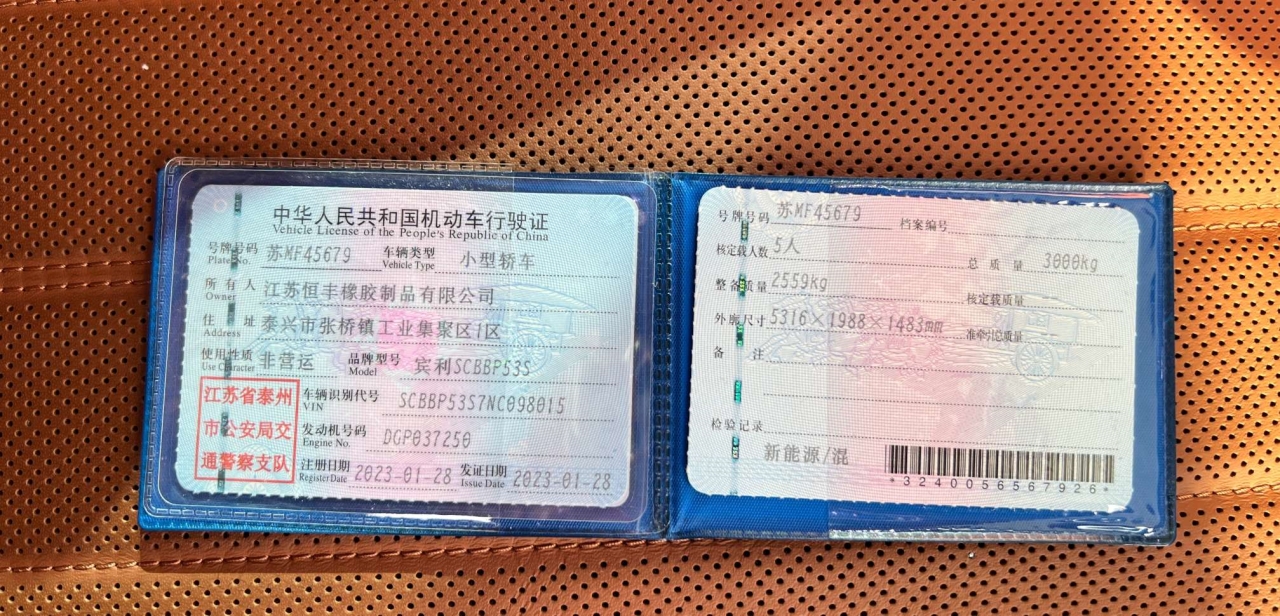 中华人民共和国机动车行驶证
Vehicle License of the People's Republic of China
号牌号码 苏MF45679 车辆类型 小型轿车
Plate No. Vehicle Type
所有人 江苏恒丰橡胶制品有限公司
Owner
住址 泰兴市张桥镇工业集聚区1区
Address
使用性质 非营运 品牌型号 宾利SCBBP53S
Use Character Model
江苏省泰州
市公安局交
通警察支队
车辆识别代号 SCBBP53S7NC098015
VIN
发动机号码 DGP037250
Engine No.
注册日期 2023-01-28 发证日期 2023-01-28
Register Date Issue Date
号牌号码 苏MF45679 档案编号
核定载人数 5人 总质量 3000kg
整备质量 2559kg 核定载质量
外廓尺寸 5316×1988×1483mm 准牵引总质量
备注
检验记录
新能源/混
*3240056567926*